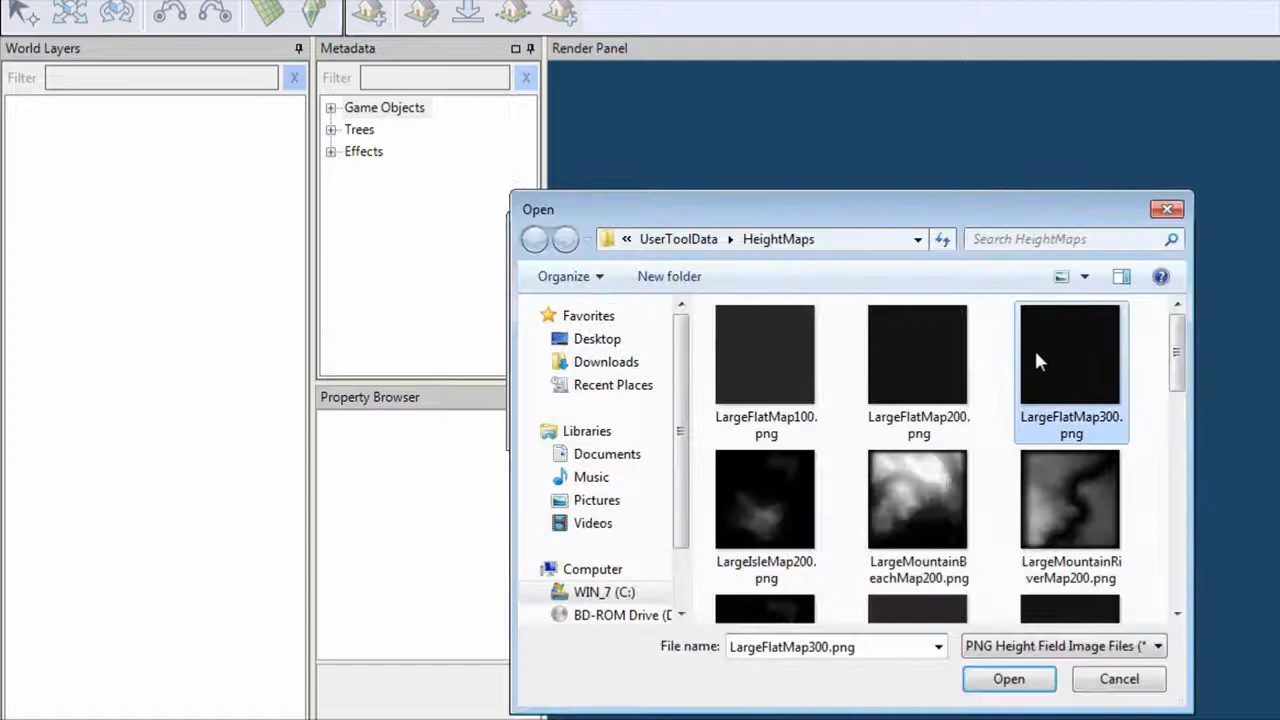 World Layers
Metadata
Render Panel
Filter
X
Filter
X
Game Objects
Trees
Effects
Property Browser
Open
« UserToolData HeightMaps
Search HeightMaps
Organize
New folder
Favorites
Desktop
Downloads
Recent Places
Libraries
Documents
Music
Pictures
Videos
Computer
WIN_7 (C:)
BD-ROM Drive (D
LargeFlatMap100.
png
LargeFlatMap200.
png
LargeFlatMap300.
png
LargeIsleMap200.
png
LargeMountainB
eachMap200.png
LargeMountainRi
verMap200.png
File name:
LargeFlatMap300.png
PNG Height Field Image Files (*
Open
Cancel